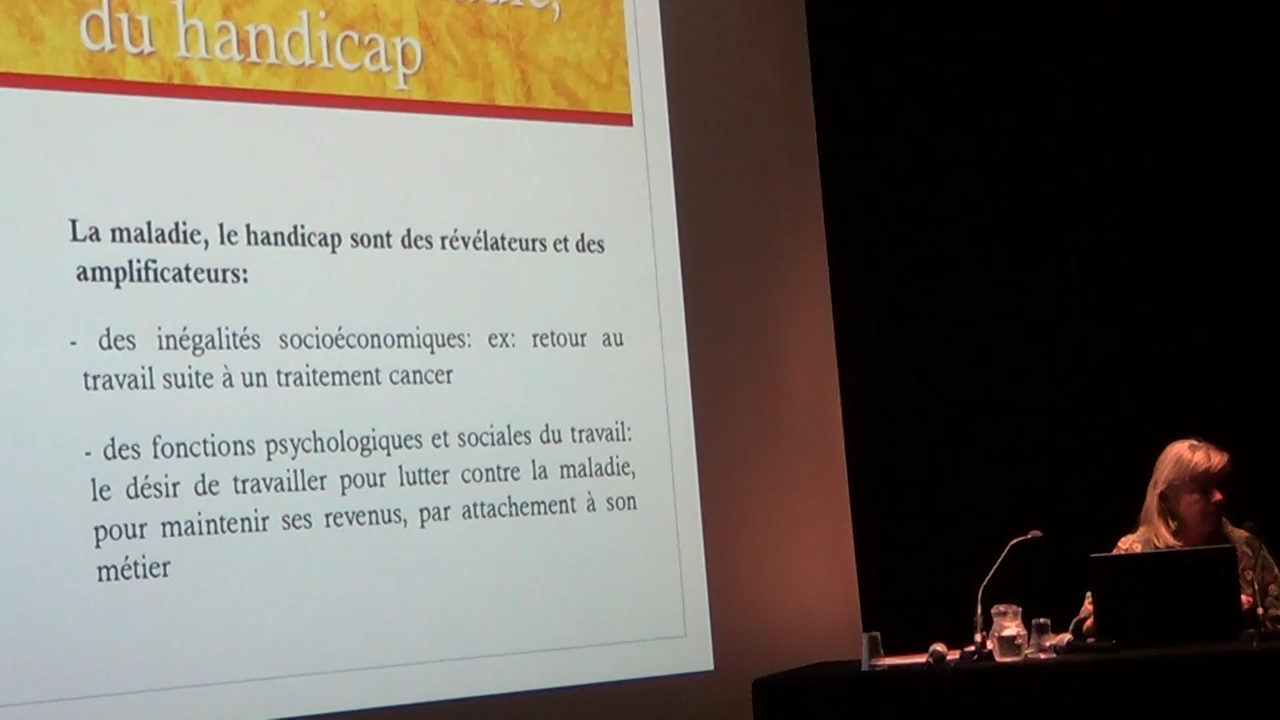 du handicap
La maladie, le handicap sont des révélateurs et des
amplificateurs:
- des inégalités socioéconomiques: ex: retour au
travail suite à un traitement cancer
- des fonctions psychologiques et sociales du travail:
le désir de travailler pour lutter contre la maladie,
pour maintenir ses revenus, par attachement à son
métier